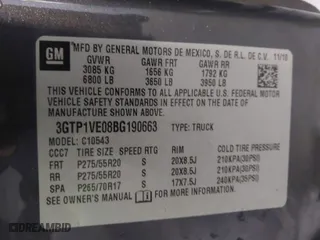 GM
MFD BY GENERAL MOTORS DE MEXICO, S. DE R.L. DE C.V. 11/10
GVWR GAWR FRT GAWR RR
3085 KG 1656 KG 1792 KG
6800 LB 3650 LB 3950 LB
THIS VEHICLE CONFORMS TO ALL APPLICABLE U.S. FEDERAL MOTOR
VEHICLE SAFETY STANDARDS IN EFFECT ON THE DATE OF
MANUFACTURE SHOWN ABOVE.
3GTP1VE08BG190663 TYPE: TRUCK
MODEL: C10543
CCC7 TIRE SIZE SPEED RTG RIM COLD TIRE PRESSURE
FRT P275/55R20 S 20X8.5J 210KPA(30PSI)
RR P275/55R20 S 20X8.5J 210KPA(30PSI)
SPA P265/70R17 S 17X7.5J 240KPA(35PSI)
SEE OWNER'S MANUAL FOR MORE INFORMATION.
DREAMBID